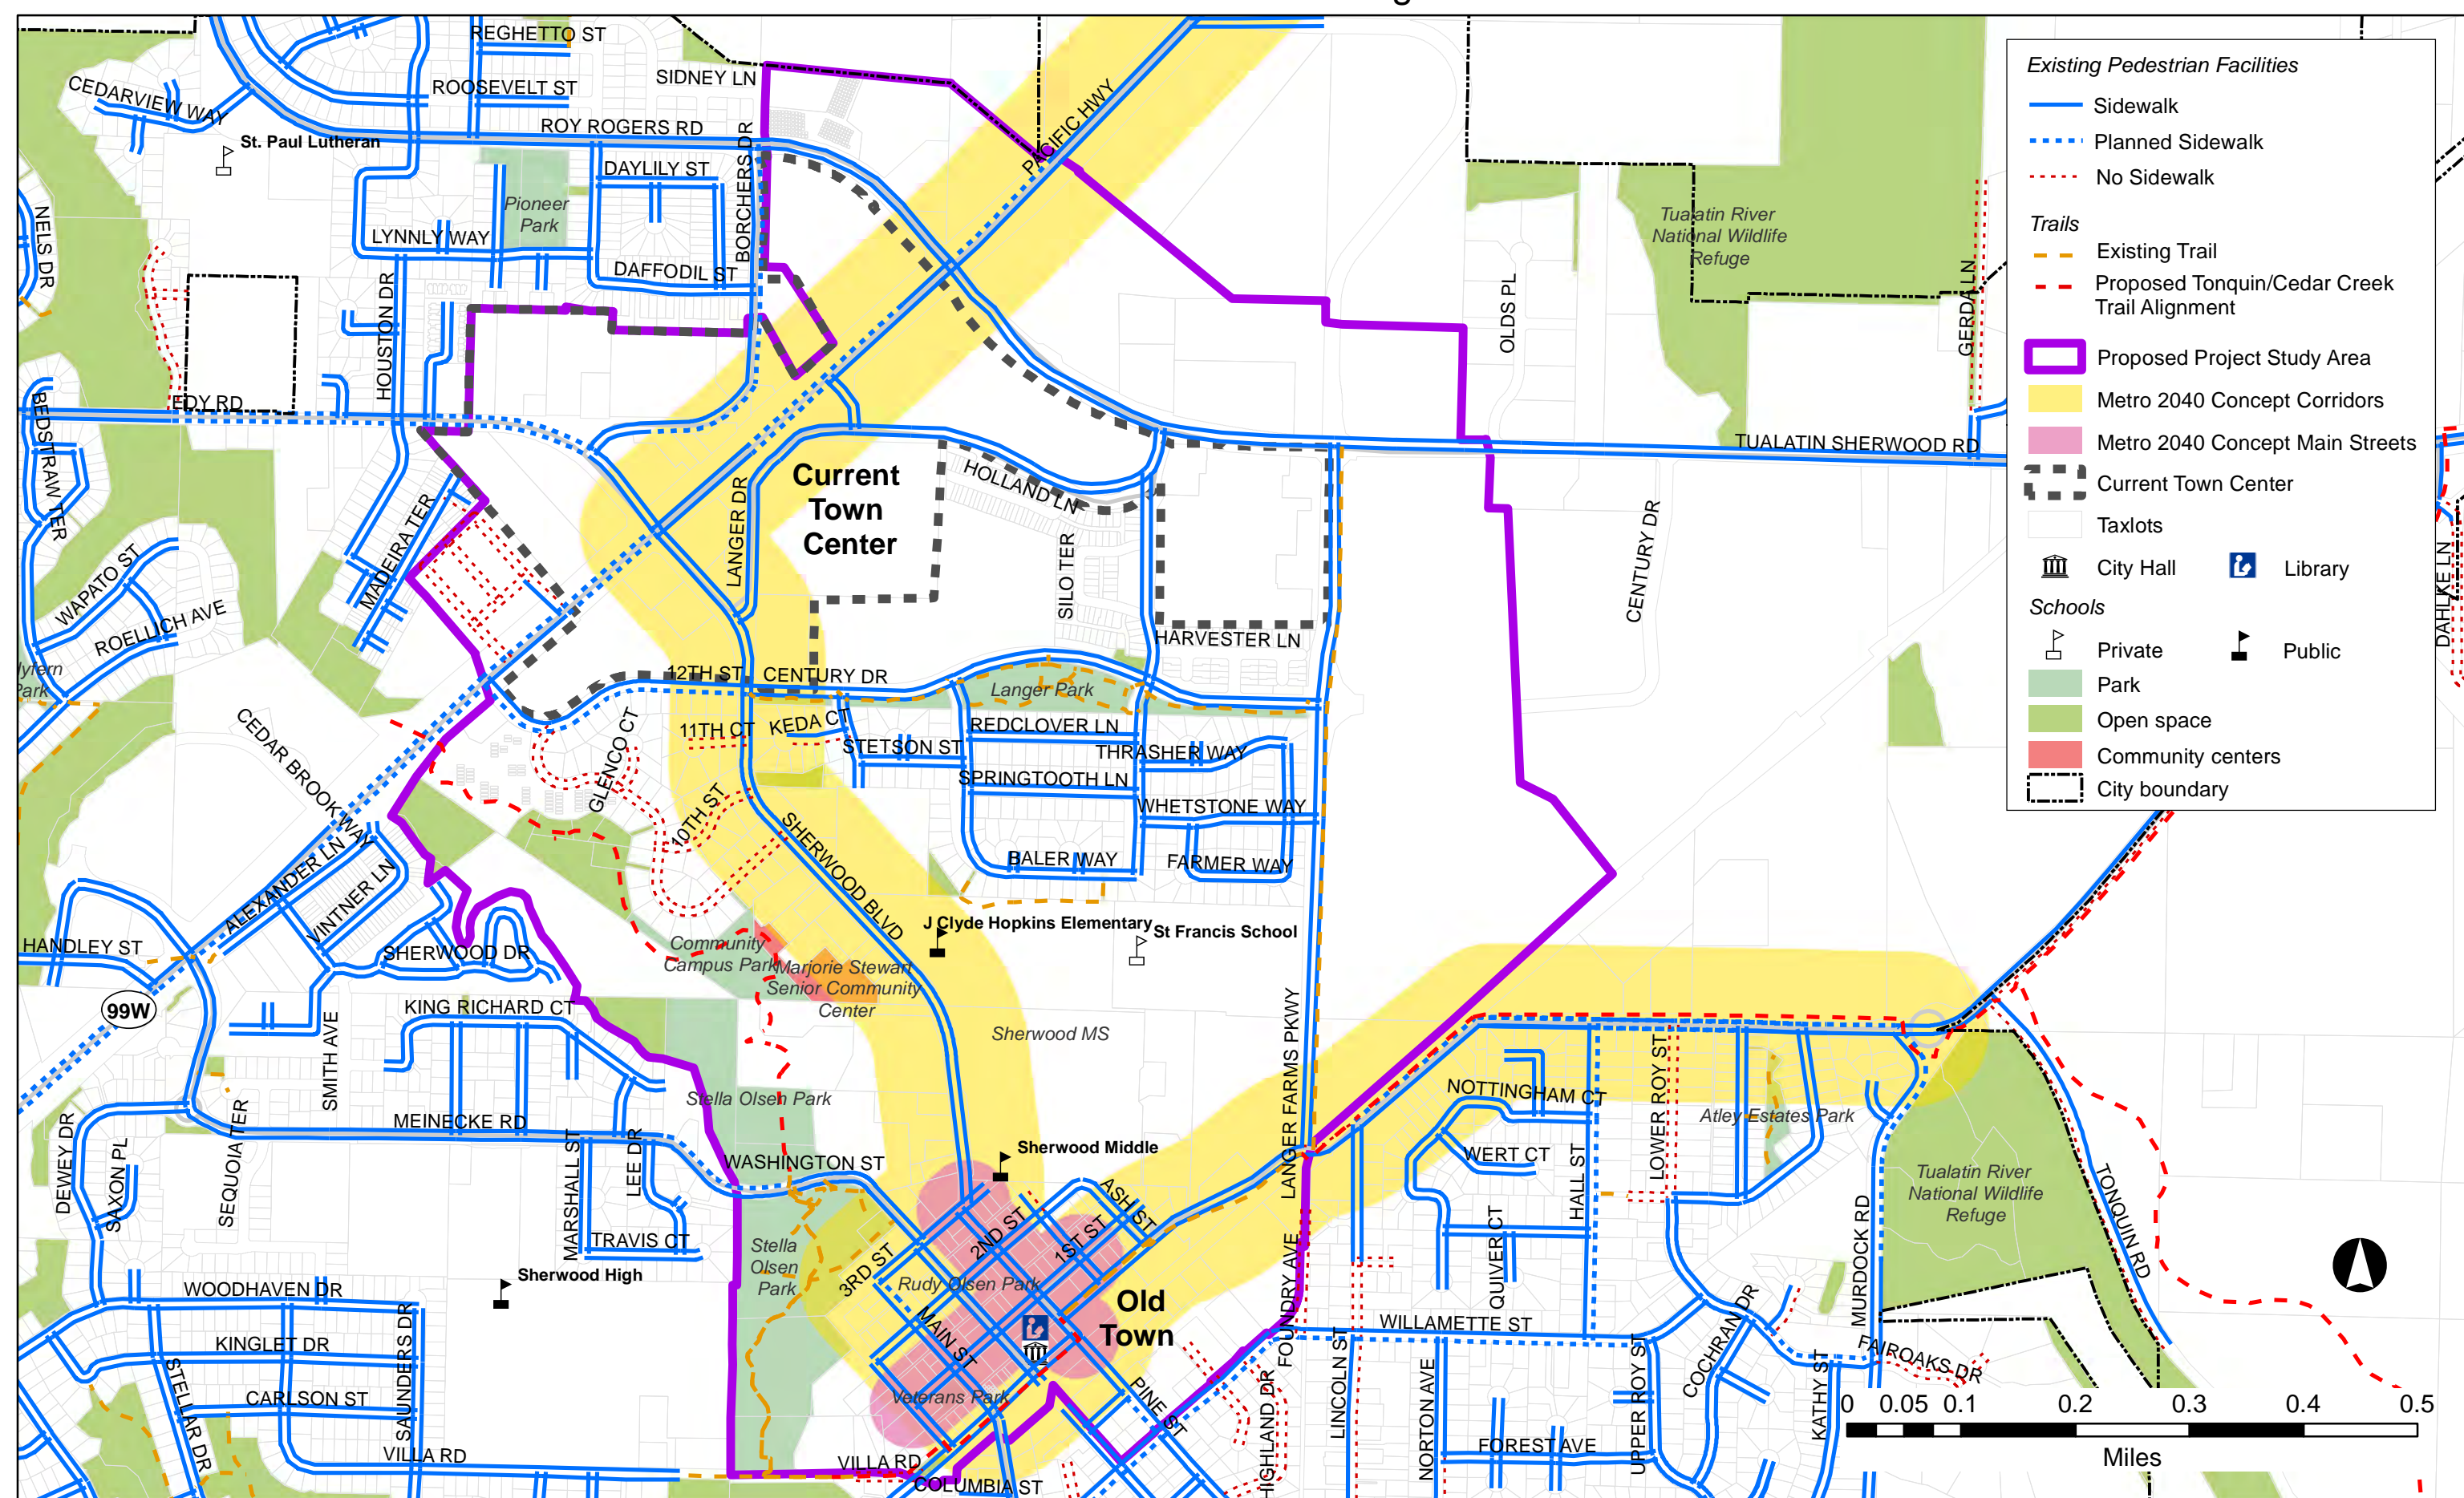 REGHETTO ST
SIDNEY LN
CEDARVIEW WAY
ROOSEVELT ST
ROY ROGERS RD
St. Paul Lutheran
DAYLILY ST
BORCHERS DR
PACIFIC HWY
Pioneer
Park
NELS DR
LYNNLY WAY
DAFFODIL ST
HOUSTON DR
Tualatin River
National Wildlife
Refuge
OLDS PL
GERDA LN
EDY RD
BEDSTRAW TER
TUALATIN SHERWOOD RD
Current
Town
Center
HOLLAND LN
LANGER DR
MADEIRA TER
SILO TER
CENTURY DR
WAPATO ST
ROELLICH AVE
HARVESTER LN
DAHLKE LN
lyfern
Park
12TH ST
CENTURY DR
Langer Park
CEDAR BROOK WAY
GLENCO CT
11TH CT
KEDA CT
STETSON ST
REDCLOVER LN
THRASHER WAY
SPRINGTOOTH LN
WHETSTONE WAY
10TH ST
SHERWOOD BLVD
BALER WAY
FARMER WAY
ALEXANDER LN
VINTNER LN
HANDLEY ST
SHERWOOD DR
J Clyde Hopkins Elementary
St Francis School
Community
Campus Park
Marjorie Stewart
Senior Community
Center
99W
KING RICHARD CT
SMITH AVE
Sherwood MS
LANGER FARMS PKWY
Stella Olsen Park
NOTTINGHAM CT
LOWER ROY ST
Atley Estates Park
DEWEY DR
SAXON PL
SEQUOIA TER
MEINECKE RD
MARSHALL ST
LEE DR
WASHINGTON ST
Sherwood Middle
WERT CT
HALL ST
MURDOCK RD
Tualatin River
National Wildlife
Refuge
TONQUIN RD
ASH ST
2ND ST
1ST ST
3RD ST
TRAVIS CT
Stella
Olsen
Park
Sherwood High
Rudy Olsen Park
Old
Town
MAIN ST
FOUNDRY AVE
QUIVER CT
WOODHAVEN DR
KINGLET DR
CARLSON ST
SAUNDERS DR
STELLAR DR
VILLA RD
Veterans Park
VILLA RD
COLUMBIA ST
PINE ST
HIGHLAND DR
LINCOLN ST
WILLAMETTE ST
NORTON AVE
FOREST AVE
UPPER ROY ST
COCHRAN DR
KATHY ST
FAIROAKS DR
Existing Pedestrian Facilities
Sidewalk
Planned Sidewalk
No Sidewalk
Trails
Existing Trail
Proposed Tonquin/Cedar Creek
Trail Alignment
Proposed Project Study Area
Metro 2040 Concept Corridors
Metro 2040 Concept Main Streets
Current Town Center
Taxlots
City Hall Library
Schools
Private Public
Park
Open space
Community centers
City boundary
0 0.05 0.1 0.2 0.3 0.4 0.5
Miles